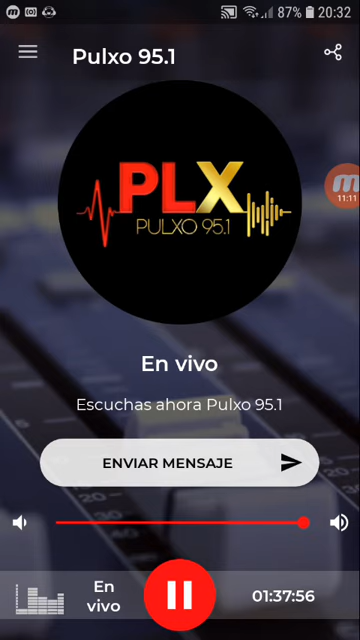 87% 20:32
Pulxo 95.1
PLX
PULXO 95.1
11:11
En vivo
Escuchas ahora Pulxo 95.1
ENVIAR MENSAJE
En
vivo
01:37:56